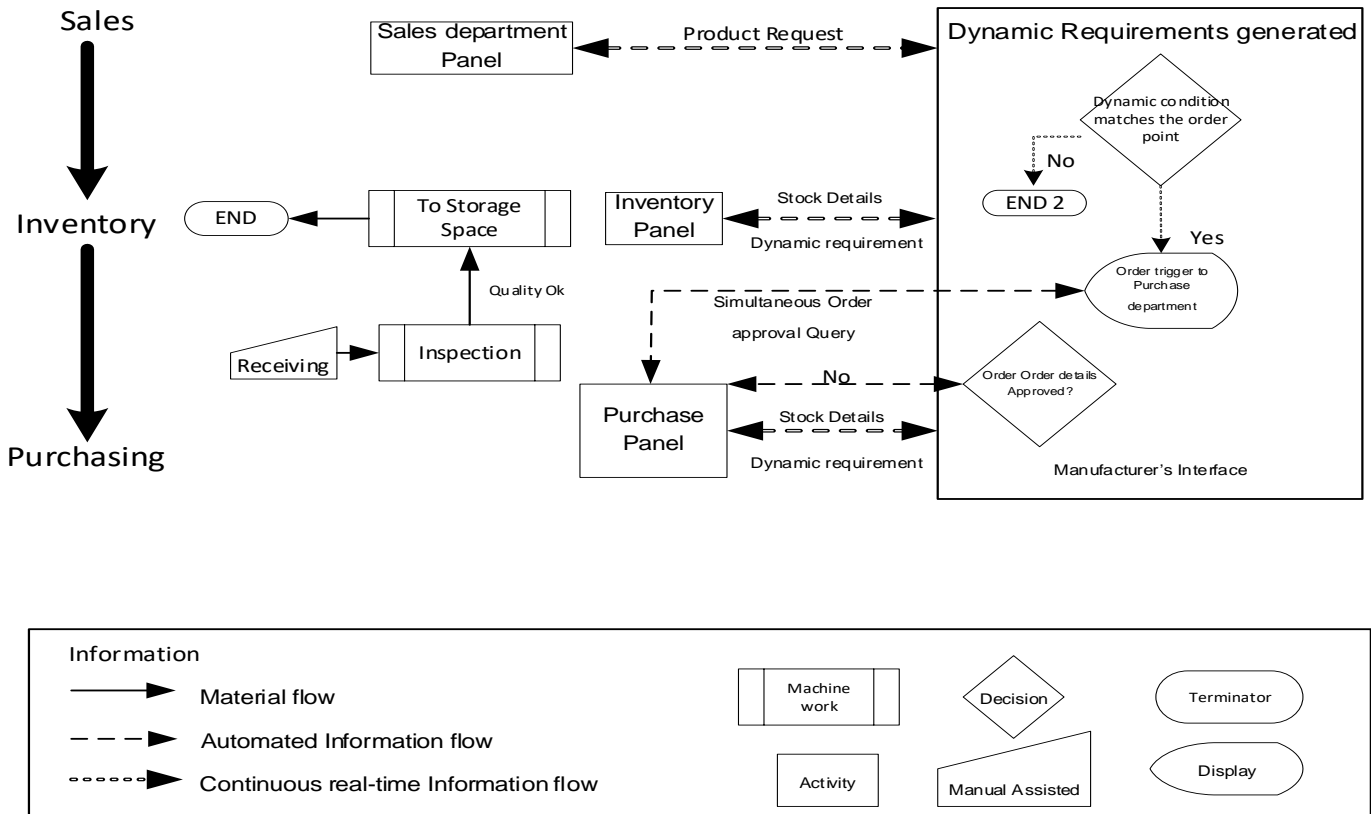 Sales
Sales department
Panel
Product Request
Dynamic Requirements generated
Dynamic condition
matches the order
point
No
END 2
Yes
Inventory
END
To Storage
Space
Inventory
Panel
Stock Details
Dynamic requirement
Order trigger to
Purchase
department
Quality Ok
Simultaneous Order
approval Query
Receiving
Inspection
No
Order Order details
Approved?
Purchasing
Purchase
Panel
Stock Details
Dynamic requirement
Manufacturer's Interface
Information
Material flow
Automated Information flow
Continuous real-time Information flow
Machine
work
Decision
Terminator
Activity
Manual Assisted
Display